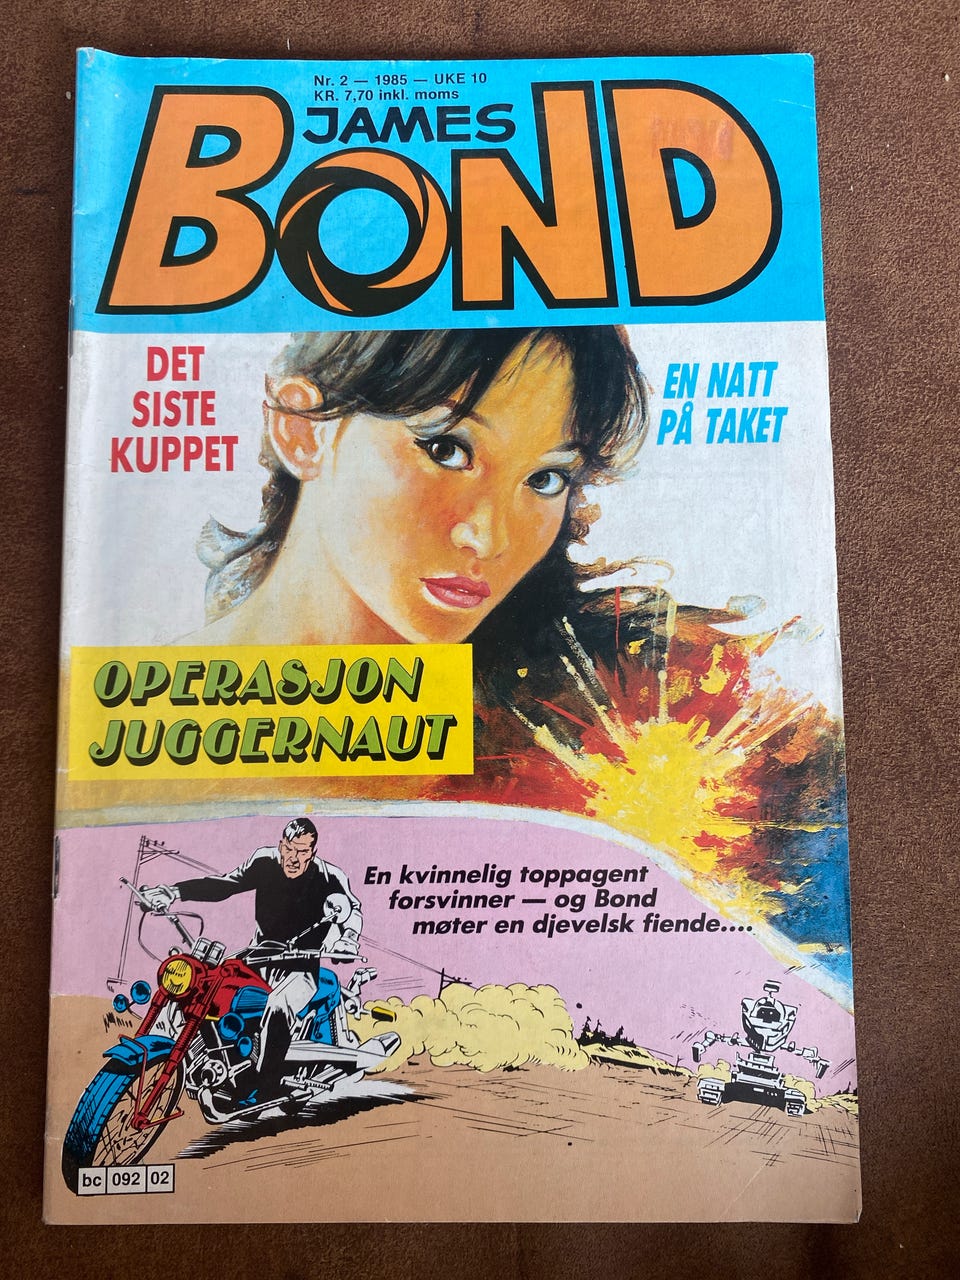 Nr. 2 — 1985 — UKE 10
KR. 7,70 inkl. moms
JAMES
BOND
DET
SISTE
KUPPET
EN NATT
PÅ TAKET
OPERASJON
JUGGERNAUT
En kvinnelig toppagent
forsvinner — og Bond
møter en djevelsk fiende....
bc 092 02